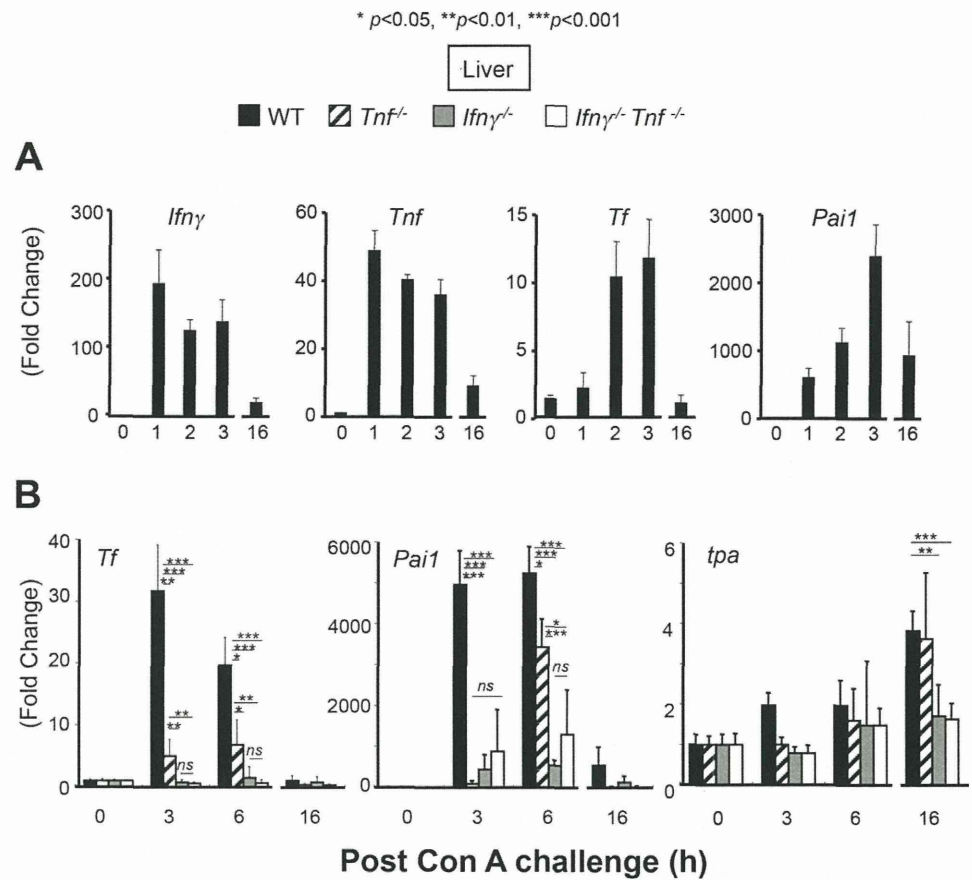 * p<0.05, **p<0.01, ***p<0.001
Liver
WT Tnf-/- Ifnγ-/- Ifnγ-/- Tnf -/-
A
(Fold Change)
Ifnγ
300
200
100
0
0 1 2 3 16
Tnf
60
40
20
0
0 1 2 3 16
Tf
15
10
5
0
0 1 2 3 16
Pai1
3000
2000
1000
0
0 1 2 3 16
B
(Fold Change)
Tf
40
30
20
10
0
***
***
**
**
**
ns
***
***
*
**
*
ns
0 3 6 16
Pai1
6000
4000
2000
0
***
***
***
ns
***
***
*
*
***
ns
0 3 6 16
tpa
6
4
2
0
***
**
0 3 6 16
Post Con A challenge (h)